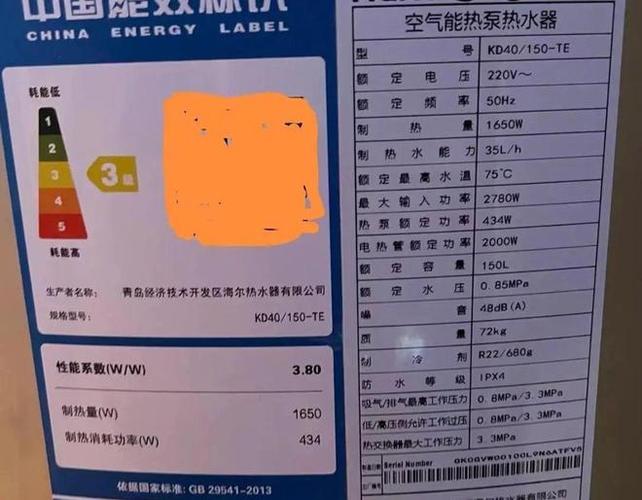 中国能效标识
CHINA ENERGY LABEL
耗能低
1
2
3
4
5
3级
耗能高
生产者名称: 青岛经济技术开发区海尔热水器有限公司
规格型号: KD40/150-TE
性能系数(W/W) 3.80
制热量(W) 1650
制热消耗功率(W) 434
依据国家标准: GB 29541-2013
空气能热泵热水器
型号 KD40/150-TE
额定电压 220V~
额定频率 50Hz
制热量 1650W
制热水能力 35L/h
额定最高水温 75℃
最大输入功率 2780W
热泵额定功率 434W
电热管额定功率 2000W
额定容量 150L
额定水压 0.85MPa
噪音 48dB(A)
质量 72kg
制冷剂 R22/680g
防水等级 IPX4
吸气/排气最高工作压力 0.8MPa/3.3MPa
低/高压侧允许工作过压 0.8MPa/3.3MPa
热交换器最大工作压力 3.3MPa
Serial Number